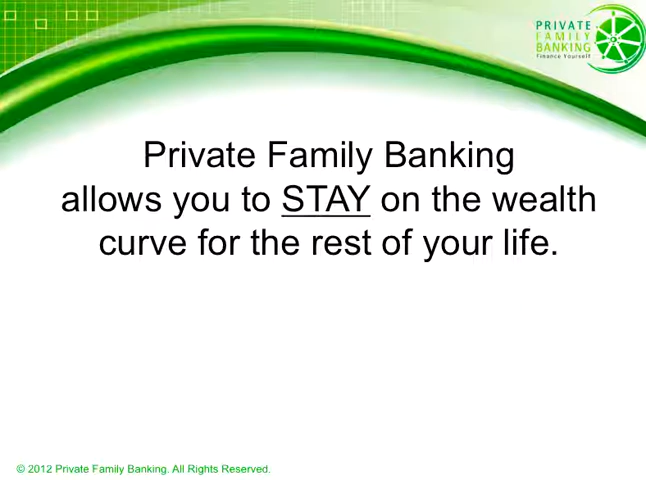 PRIVATE
FAMILY
BANKING
Finance Yourself
Private Family Banking
allows you to STAY on the wealth
curve for the rest of your life.
© 2012 Private Family Banking. All Rights Reserved.